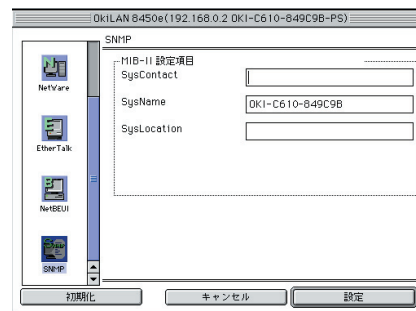 OkiLAN 8450e(192.168.0.2 OKI-C610-849C9B-PS)
SNMP
MIB-II 設定項目
SysContact
SysName
OKI-C610-849C9B
SysLocation
NetWare
EtherTalk
NetBEUI
SNMP
初期化
キャンセル
設定